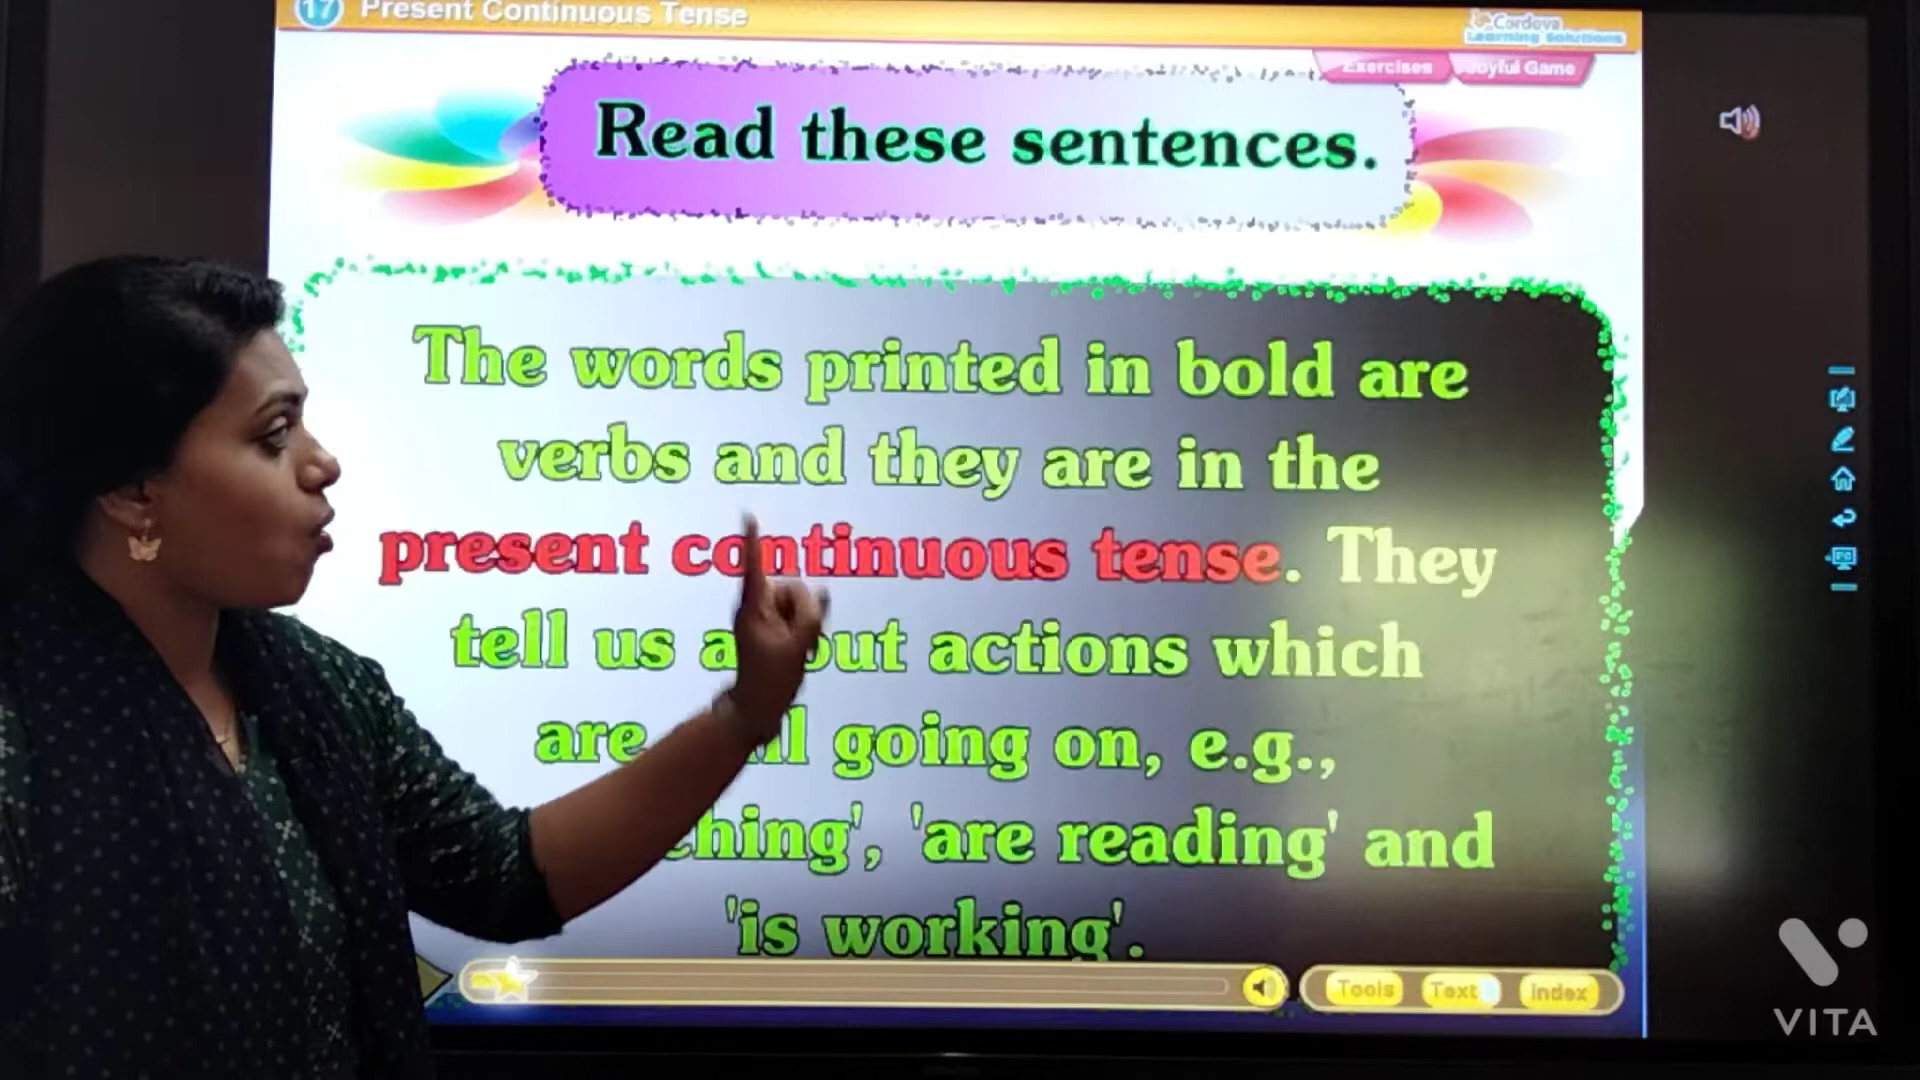 17 Present Continuous Tense
Cordova
Learning Solutions
Exercises
Joyful Game
Read these sentences.
The words printed in bold are
verbs and they are in the
present continuous tense. They
tell us about actions which
are going on, e.g.,
'are reading' and
'is working'.
Tools
Text
Index
VITA